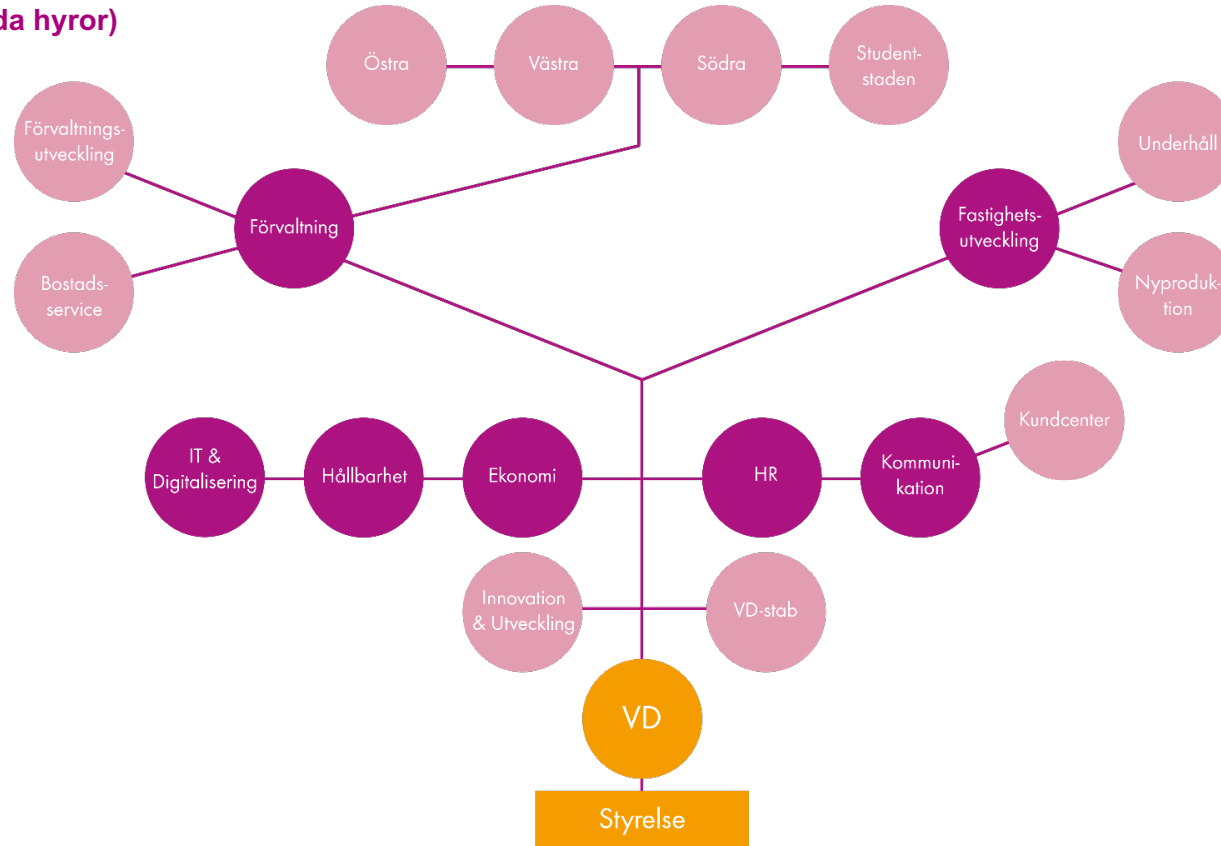 da hyror)
Östra
Västra
Södra
Student-
staden
Förvaltnings-
utveckling
Underhåll
Förvaltning
Fastighets-
utveckling
Bostads-
service
Nyproduk-
tion
Kundcenter
IT &
Digitalisering
Hållbarhet
Ekonomi
HR
Kommuni-
kation
Innovation
& Utveckling
VD-stab
VD
Styrelse